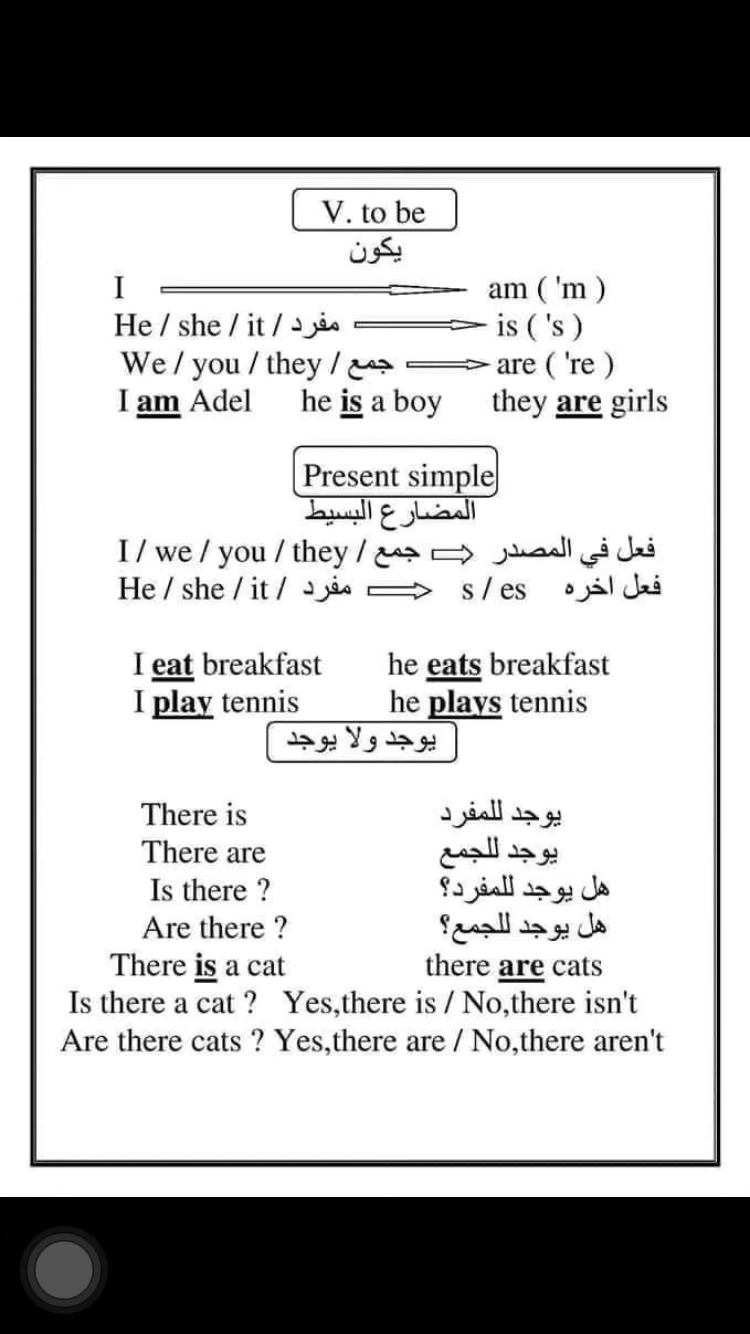 V. to be
يكون
I am ( 'm )
He / she / it / مفرد is ( 's )
We / you / they / جمع are ( 're )
I am Adel he is a boy they are girls
Present simple
المضارع البسيط
I / we / you / they / جمع فعل في المصدر
He / she / it / مفرد s / es فعل اخره
I eat breakfast he eats breakfast
I play tennis he plays tennis
يوجد ولا يوجد
There is يوجد للمفرد
There are يوجد للجمع
Is there ? هل يوجد للمفرد؟
Are there ? هل يوجد للجمع؟
There is a cat there are cats
Is there a cat ? Yes,there is / No,there isn't
Are there cats ? Yes,there are / No,there aren't